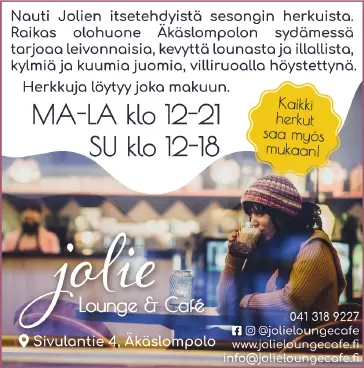 Nauti Jolien itsetehdyistä sesongin herkuista.
Raikas olohuone Äkäslompolon sydämessä
tarjoaa leivonnaisia, kevyttä lounasta ja illallista,
kylmiä ja kuumia juomia, villiruoalla höystettynä.
Herkkuja löytyy joka makuun.
MA-LA klo 12-21
SU klo 12-18
Kaikki
herkut
saa myös
mukaan!
jolie
Lounge & Café
Sivulantie 4, Äkäslompolo
041 318 9227
@jolieloungecafe
www.jolieloungecafe.fi
info@jolieloungecafe.fi